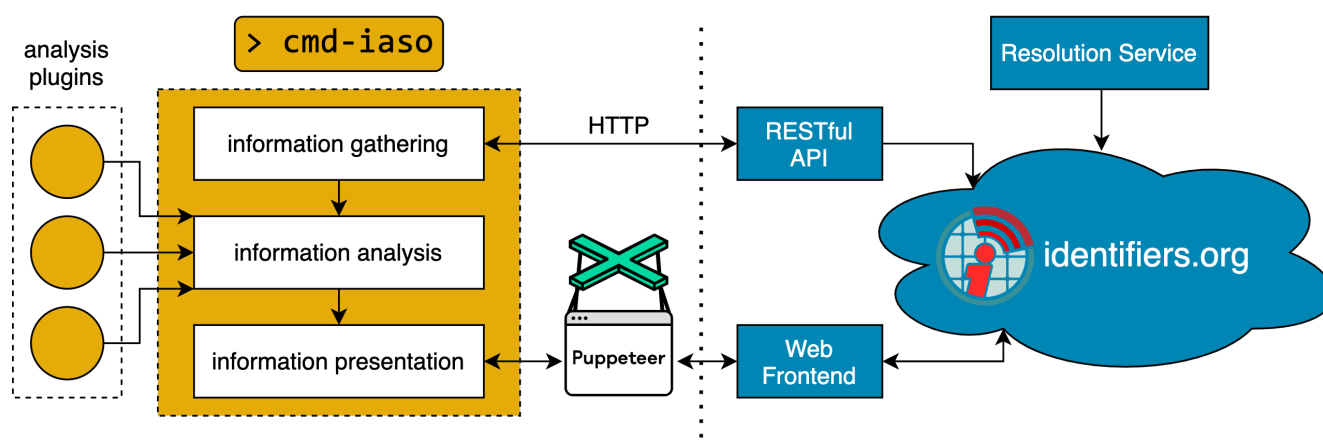 analysis
plugins
> cmd-iaso
information gathering
information analysis
information presentation
HTTP
Puppeteer
RESTful
API
Web
Frontend
Resolution Service
identifiers.org